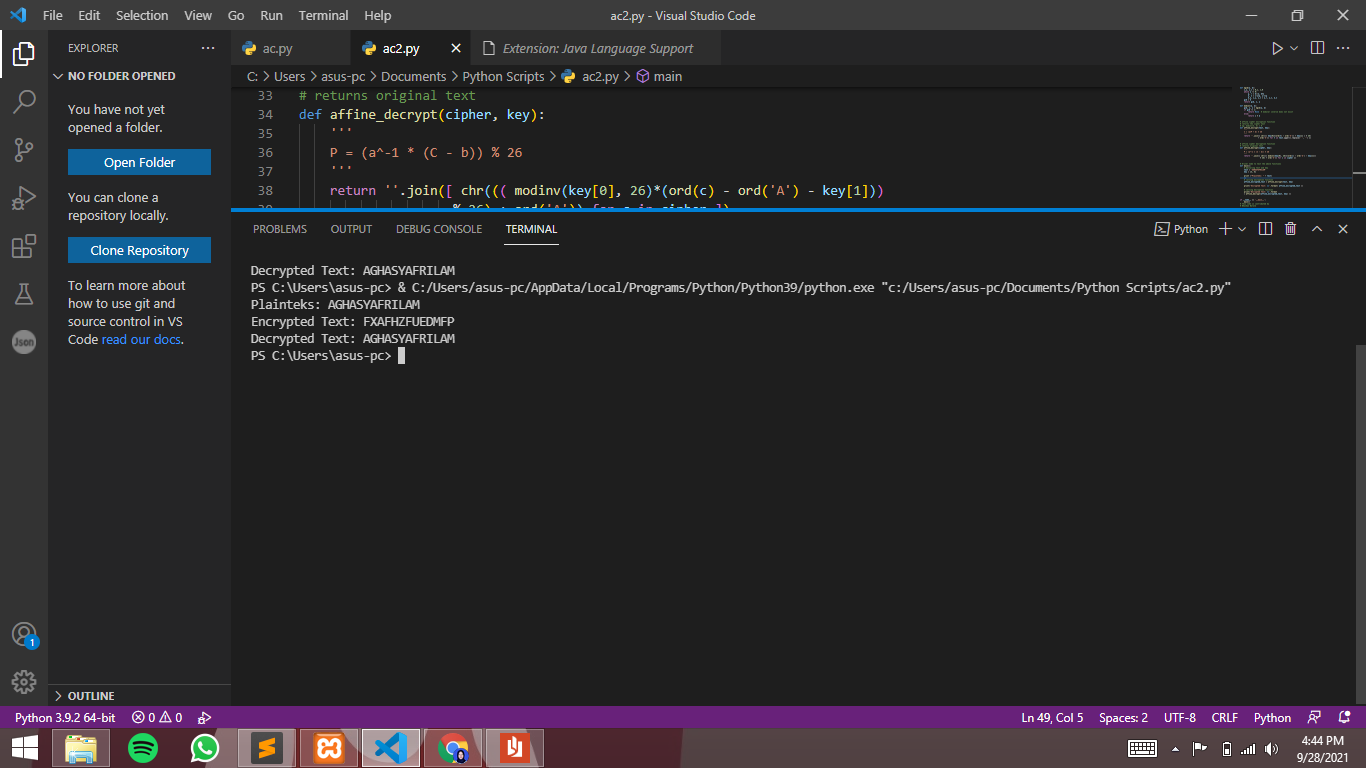 File Edit Selection View Go Run Terminal Help
ac2.py - Visual Studio Code
EXPLORER
NO FOLDER OPENED
You have not yet
opened a folder.
Open Folder
You can clone a
repository locally.
Clone Repository
To learn more about
how to use git and
source control in VS
Code read our docs.
OUTLINE
Json
1
ac.py
ac2.py
Extension: Java Language Support
C: > Users > asus-pc > Documents > Python Scripts > ac2.py > main
33 # returns original text
34 def affine_decrypt(cipher, key):
35 '''
36 P = (a^-1 * (C - b)) % 26
37 '''
38 return ''.join([ chr((( modinv(key[0], 26)*(ord(c) - ord('A') - key[1]))
39 % 26) + ord('A')) for c in cipher ])
PROBLEMS OUTPUT DEBUG CONSOLE TERMINAL
Python
Decrypted Text: AGHASYAFRILAM
PS C:\Users\asus-pc> & C:/Users/asus-pc/AppData/Local/Programs/Python/Python39/python.exe "c:/Users/asus-pc/Documents/Python Scripts/ac2.py"
Plainteks: AGHASYAFRILAM
Encrypted Text: FXAFHZFUEDMFP
Decrypted Text: AGHASYAFRILAM
PS C:\Users\asus-pc>
Python 3.9.2 64-bit 0 0
Ln 49, Col 5 Spaces: 2 UTF-8 CRLF Python
4:44 PM
9/28/2021